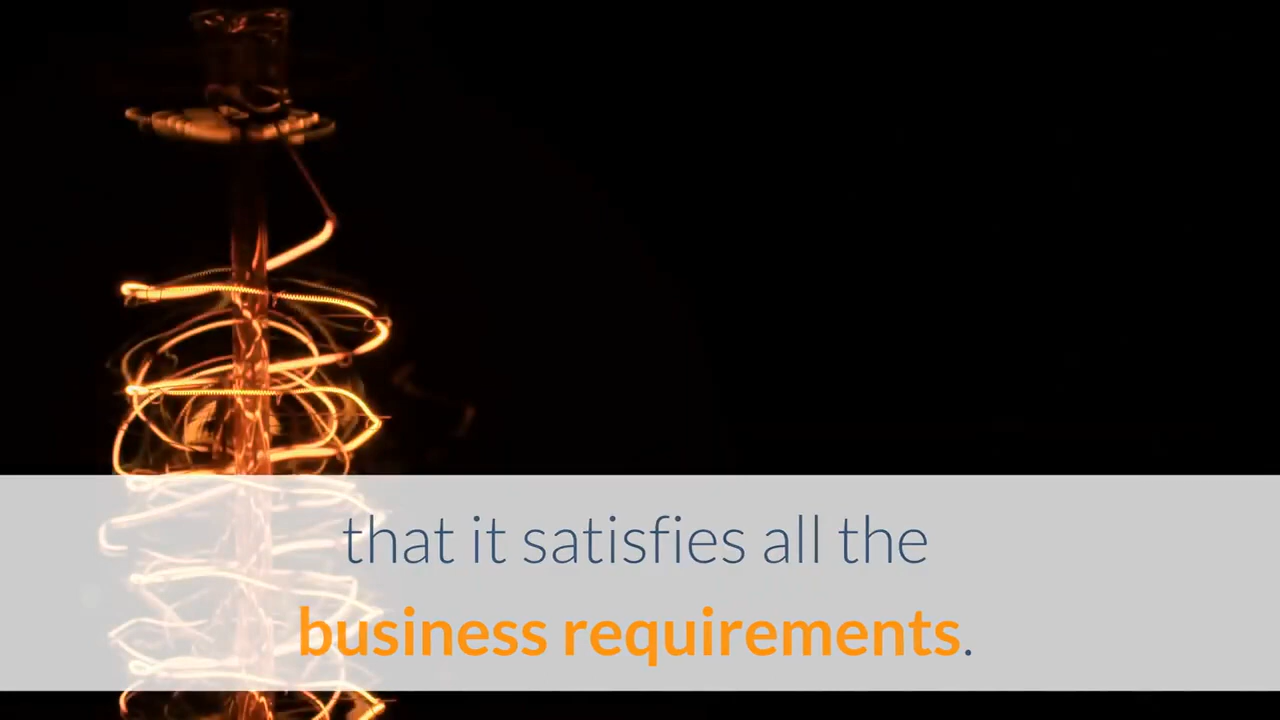 that it satisfies all the
business requirements.